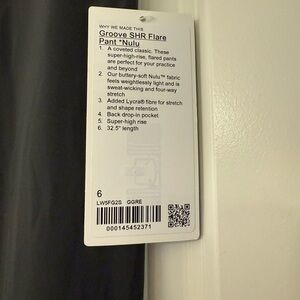 WHY WE MADE THIS
Groove SHR Flare
Pant *Nulu
1. A coveted classic. These
super-high-rise, flared pants
are perfect for your practice
and beyond
2. Our buttery-soft Nulu™ fabric
feels weightlessly light and is
sweat-wicking and four-way
stretch
3. Added Lycra® fibre for stretch
and shape retention
4. Back drop-in pocket
5. Super-high rise
6. 32.5" length
6
LW5FG2S GGRE
000145452371